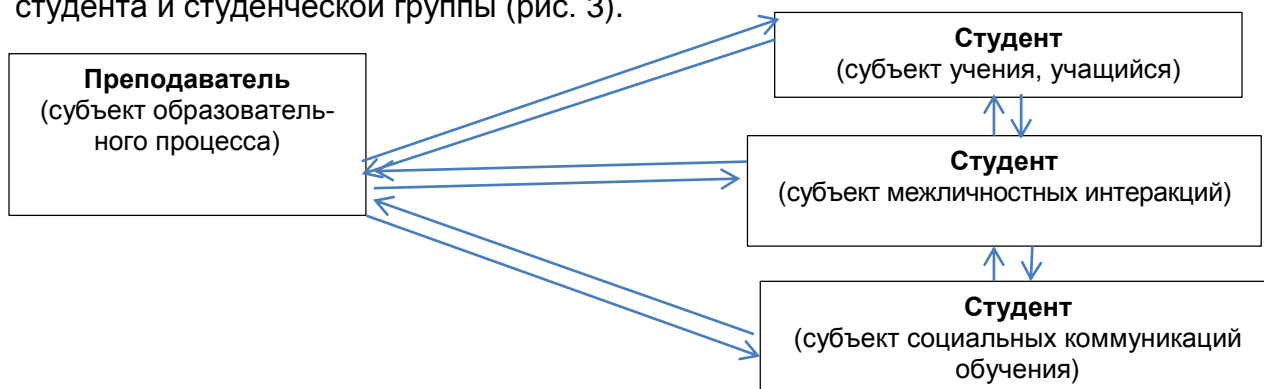 студента и студенческой группы (рис. 3).
Преподаватель
(субъект образователь-
ного процесса)
Студент
(субъект учения, учащийся)
Студент
(субъект межличностных интеракций)
Студент
(субъект социальных коммуникаций
обучения)